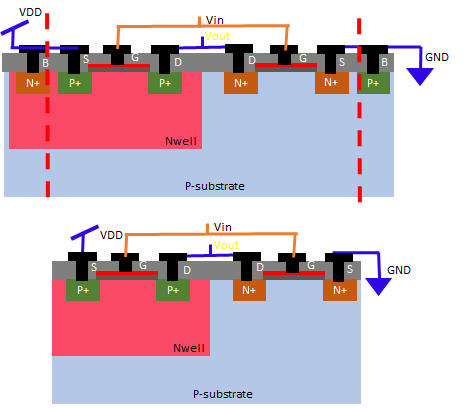 VDD
Vin
Vout
GND
B S G D D G S B
N+ P+ P+ N+ N+ P+
Nwell
P-substrate
VDD
Vin
Vout
GND
S G D D G S
P+ P+ N+ N+
Nwell
P-substrate